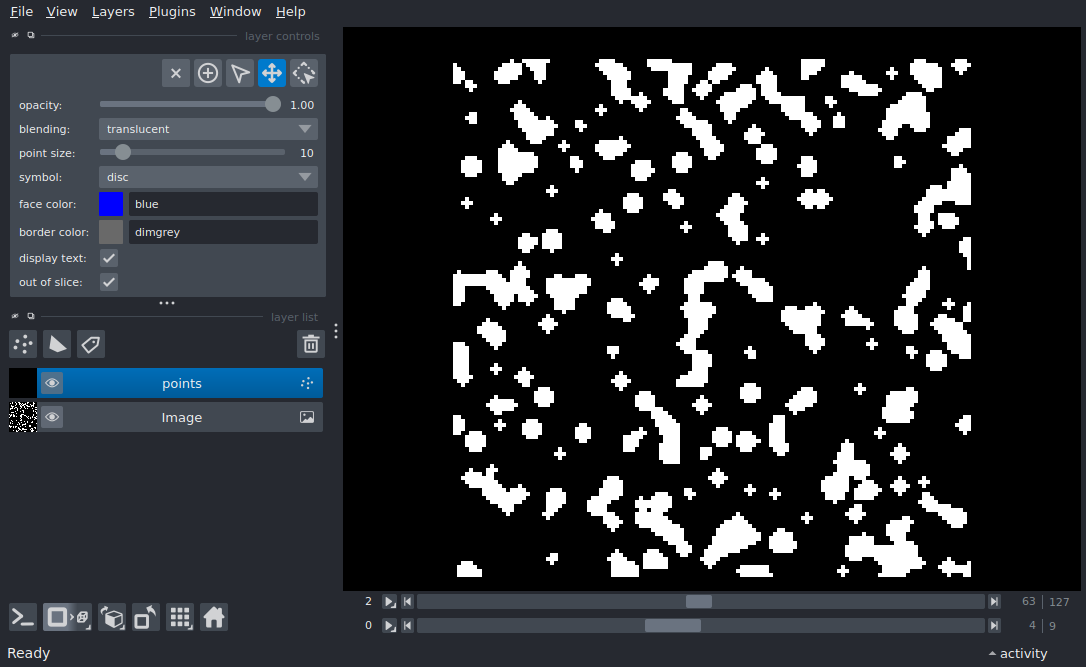 File View Layers Plugins Window Help
layer controls
opacity: 1.00
blending: translucent
point size: 10
symbol: disc
face color: blue
border color: dimgrey
display text:
out of slice:
layer list
points
Image
2 63 127
0 4 9
Ready activity